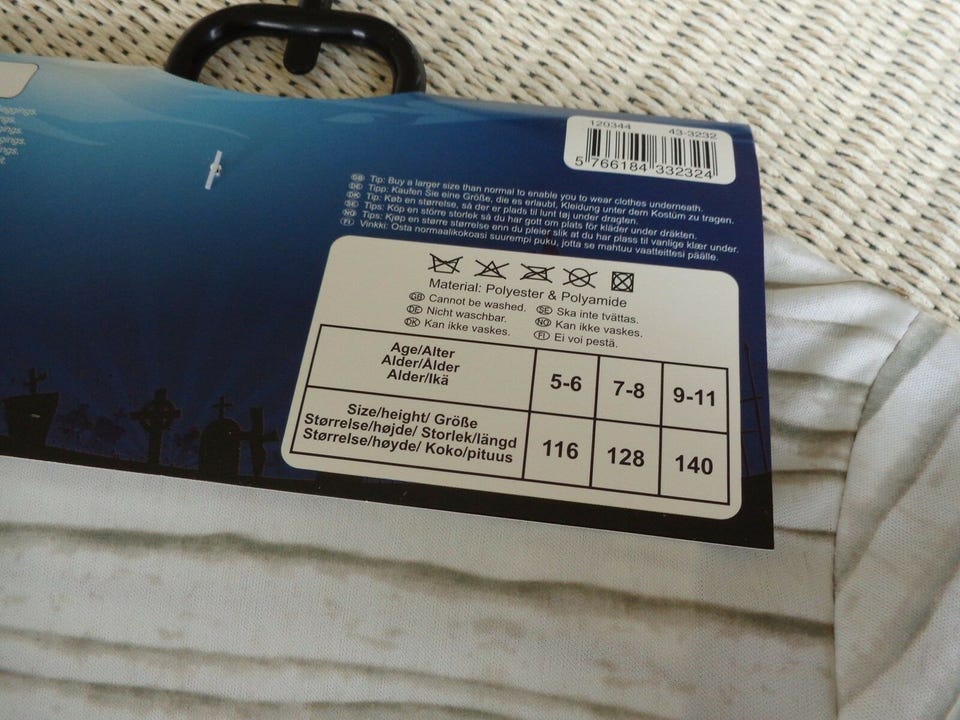 120344 43-3232
5 766184 332324
GB Tip: Buy a larger size than normal to enable you to wear clothes underneath.
DE Tipp: Kaufen Sie eine Größe, die es erlaubt, Kleidung unter dem Kostüm zu tragen.
DK Tip: Køb en større størrelse, så der er plads til lunt tøj under dragten.
SE Tips: Köp en större storlek så du har gott om plats för kläder under dräkten.
NO Tips: Kjøp en større størrelse enn du pleier slik at du har plass til vanlige klær under.
FI Vinkki: Osta normaalikokoasi suurempi puku, jotta se mahtuu vaatteittesi päälle.
Material: Polyester & Polyamide
GB Cannot be washed. SE Ska inte tvättas.
DE Nicht waschbar. NO Kan ikke vaskes.
DK Kan ikke vaskes. FI Ei voi pestä.
Age/Alter
Alder/Ålder
Alder/Ikä
5-6 7-8 9-11
Size/height/ Größe
Størrelse/højde/ Storlek/längd
Størrelse/høyde/ Koko/pituus
116 128 140